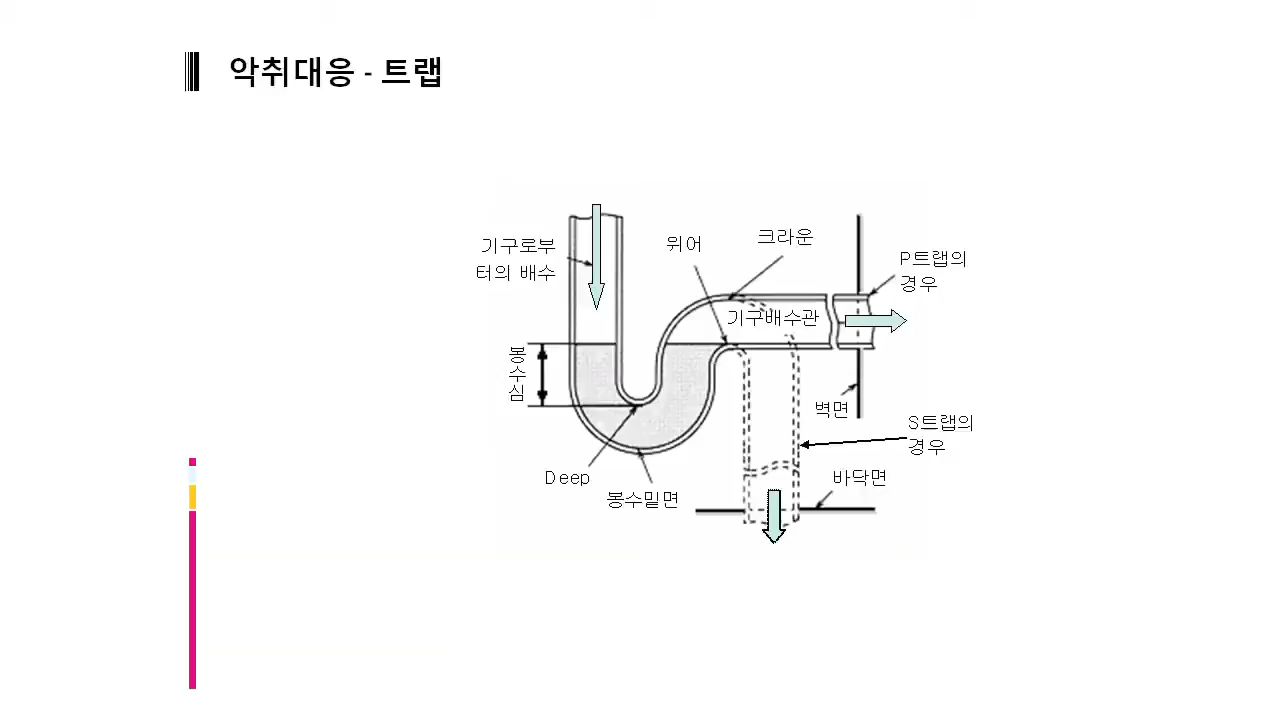 악취대응 - 트랩
기구로부
터의 배수
위어
크라운
P트랩의
경우
기구배수관
봉수심
벽면
S트랩의
경우
Deep
바닥면
봉수밑면